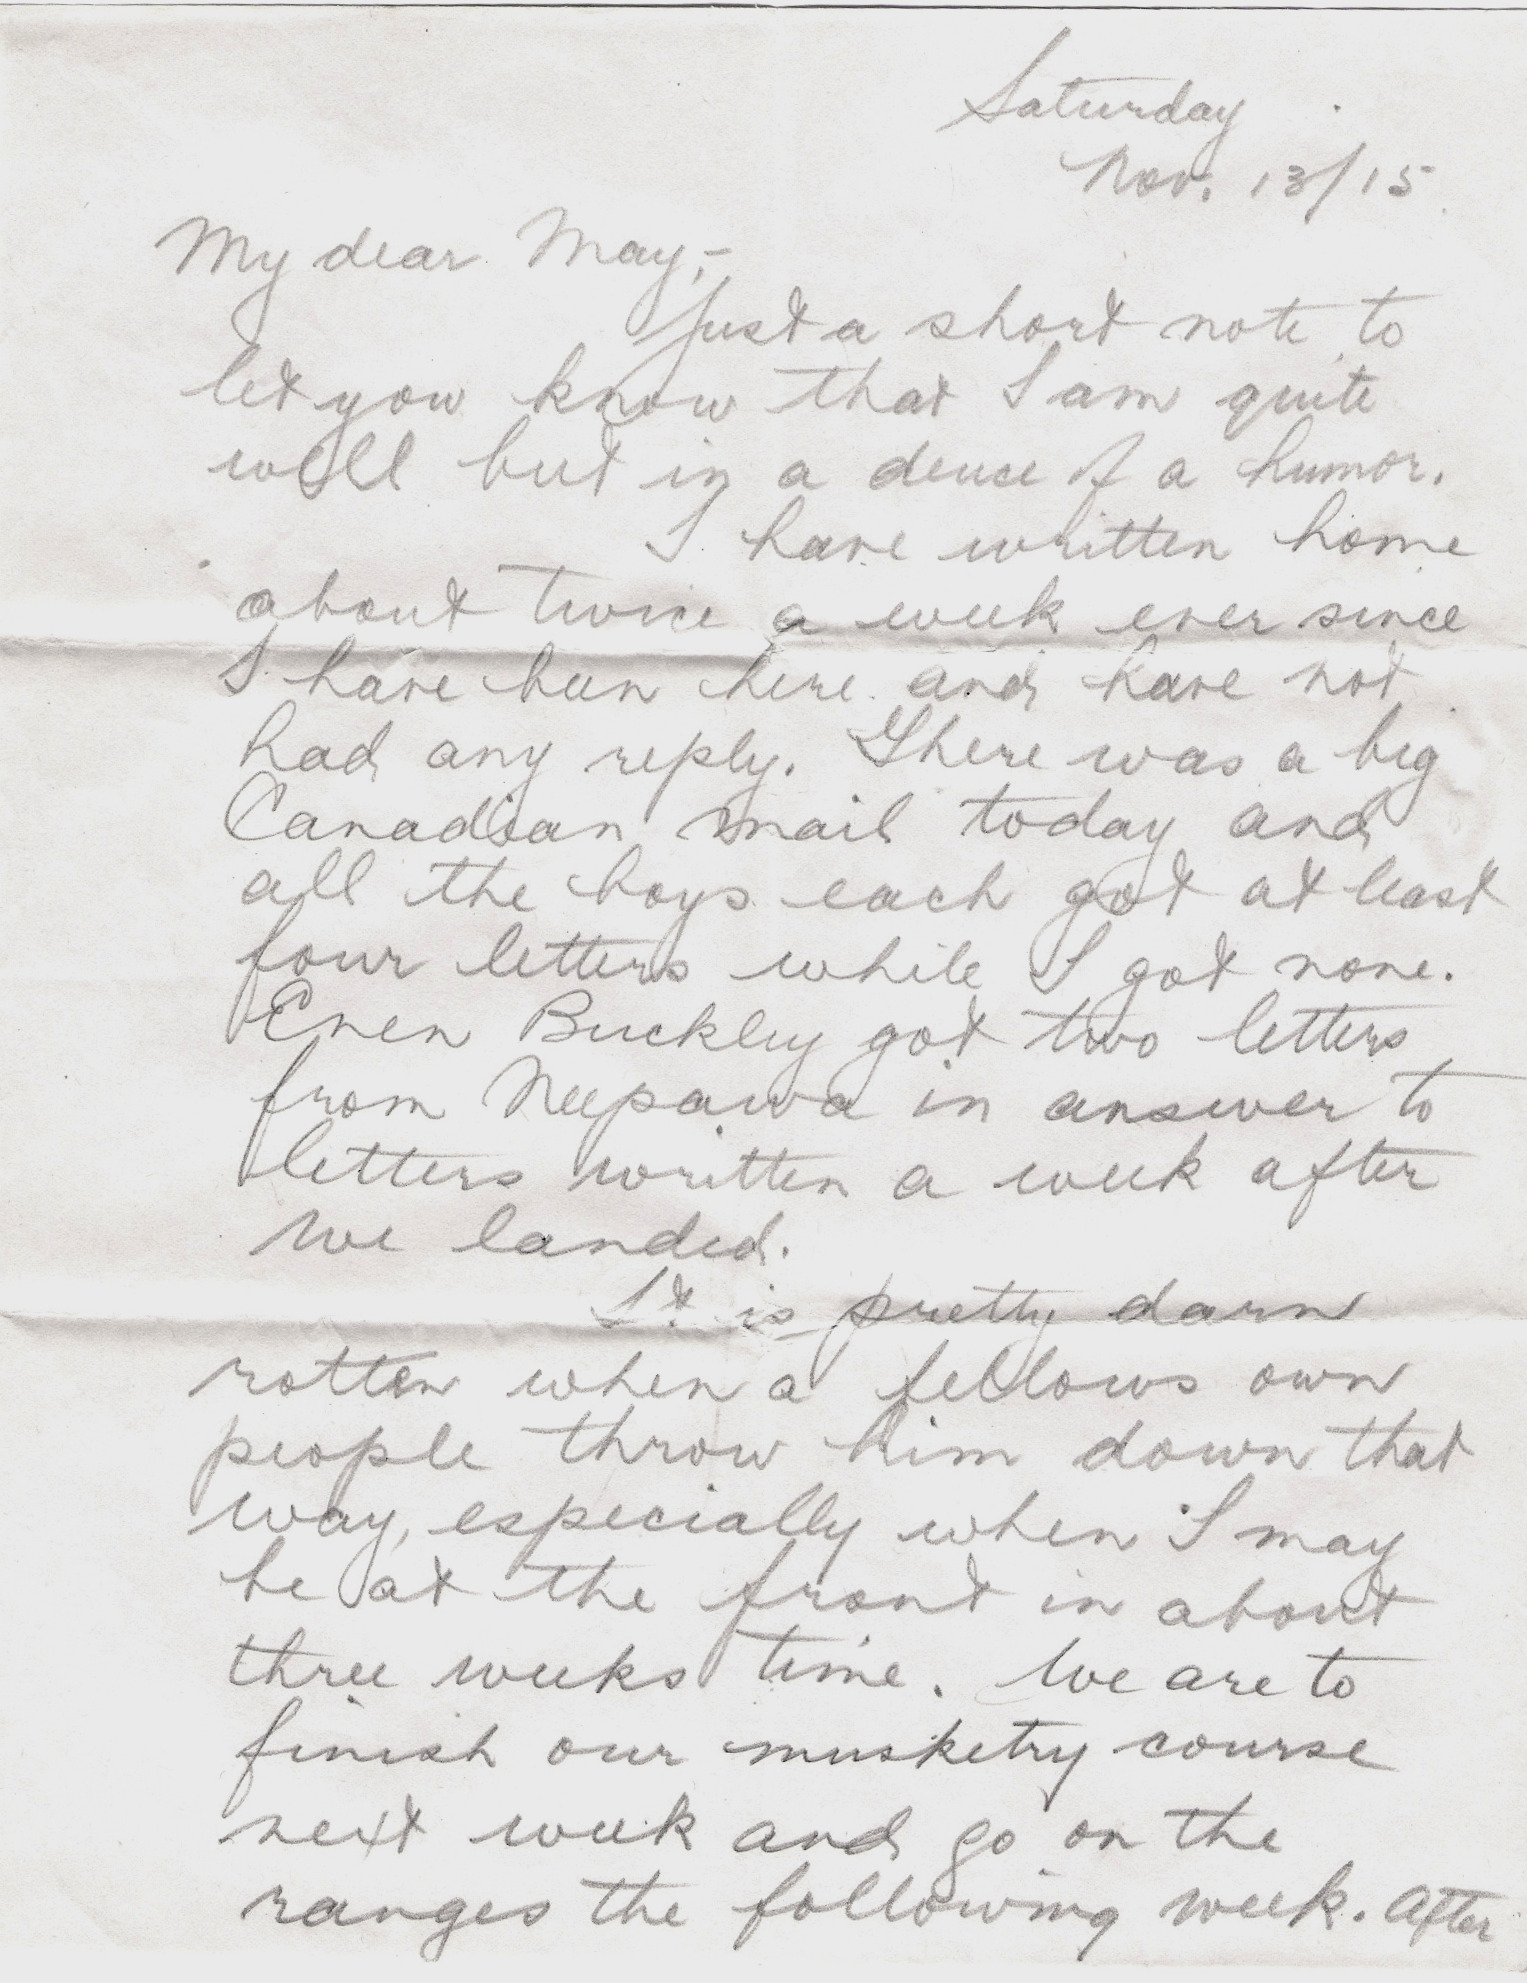 Saturday
Nov. 13/15
My dear May,-
Just a short note to
let you know that I am quite
well but in a deuce of a humor.
I have written home
about twice a week ever since
I have been here and have not
had any reply. There was a big
Canadian mail today and
all the boys each got at least
four letters while I got none.
Even Buckley got two letters
from Neepawa in answer to
letters written a week after
we landed.
It is pretty darn
rotten when a fellows own
people throw him down that
way, especially when I may
be at the front in about
three weeks time. We are to
finish our musketry course
next week and go on the
ranges the following week. After